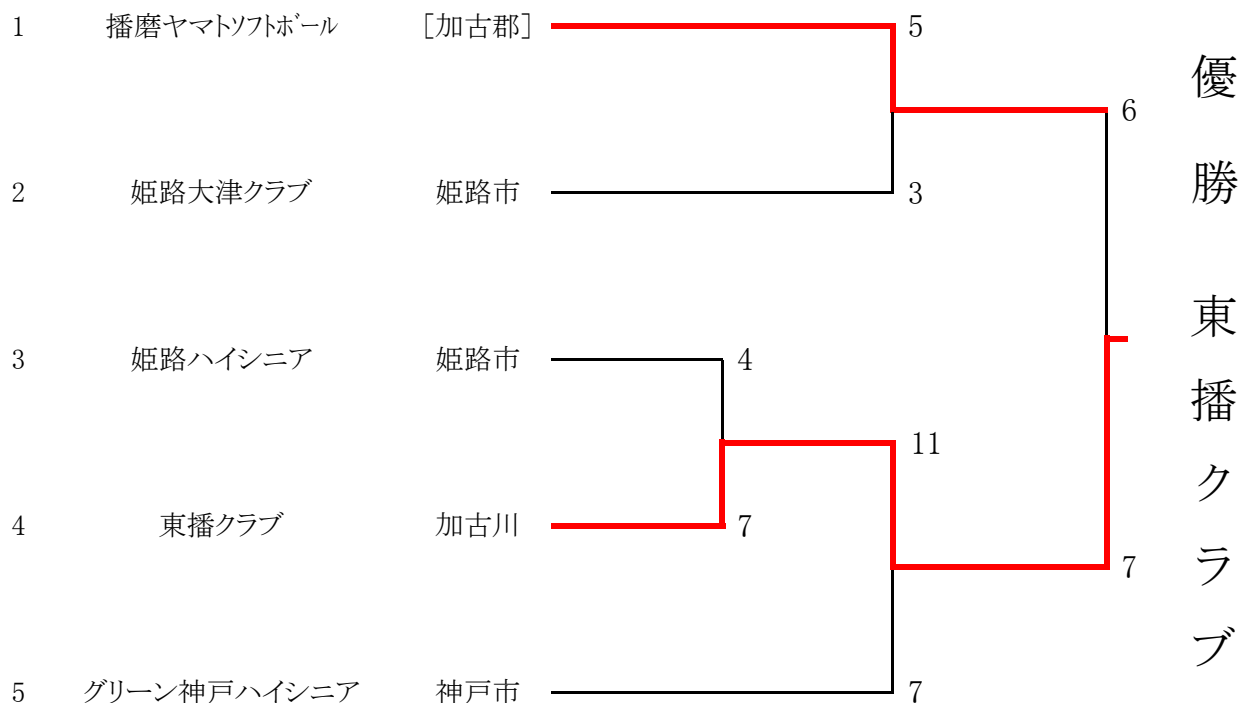 1 播磨ヤマトソフトボール ［加古郡］ 5
6
2 姫路大津クラブ 姫路市 3
3 姫路ハイシニア 姫路市 4
11
4 東播クラブ 加古川 7
7
5 グリーン神戸ハイシニア 神戸市 7
優勝 東播クラブ